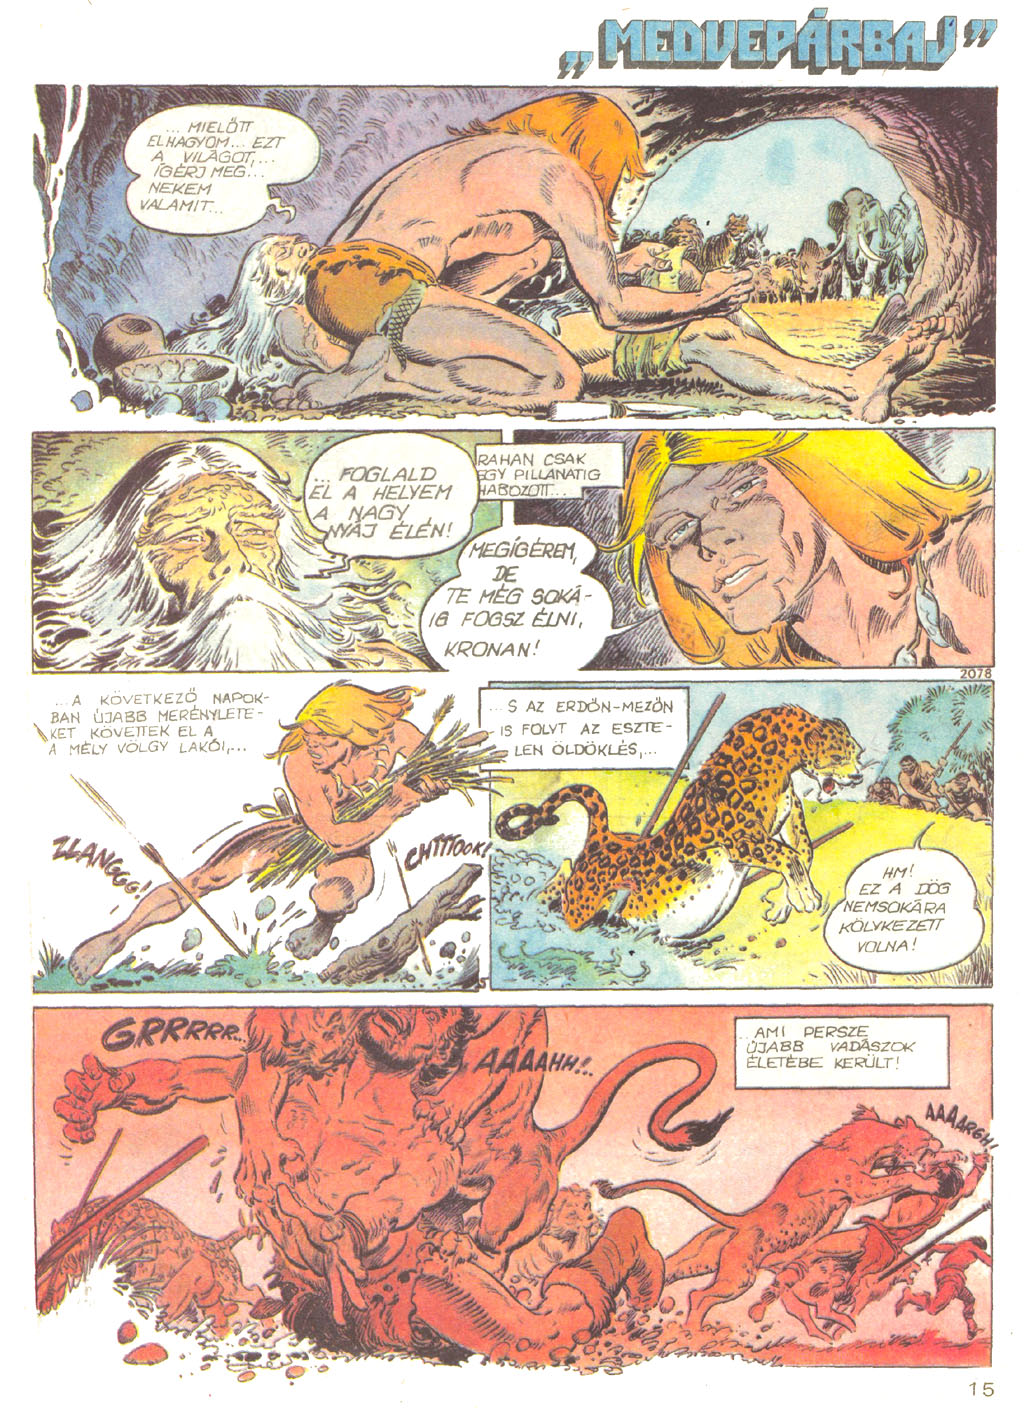 „MEDVEPÁRBAJ”
... MIELŐTT
ELHAGYOM... EZT
A VILÁGOT,...
ÍGÉRJ MEG...
NEKEM
VALAMIT...
... FOGLALD
EL A HELYEM
A NAGY
NYÁJ ÉLÉN!
RAHAN CSAK
EGY PILLANATIG
HABOZOTT...
MEGÍGÉREM,
DE
TE MÉG SOKÁ-
IG FOGSZ ÉLNI,
KRONAN!
2078
...A KÖVETKEZŐ NAPOK-
BAN ÚJABB MERÉNYLETE-
KET KÖVETTEK EL A
A MÉLY VÖLGY LAKÓI,...
ZLANGGG!
CHTTTOOK!
...S AZ ERDŐN-MEZŐN
IS FOLYT AZ ESZTE-
LEN ÖLDÖKLÉS,...
HM!
EZ A DÖG
NEMSOKÁRA
KÖLYKEZETT
VOLNA!
GRRRRR...
AAAAHH!..
...AMI PERSZE
ÚJABB VADÁSZOK
ÉLETÉBE KERÜLT!
AAAARGH!
15